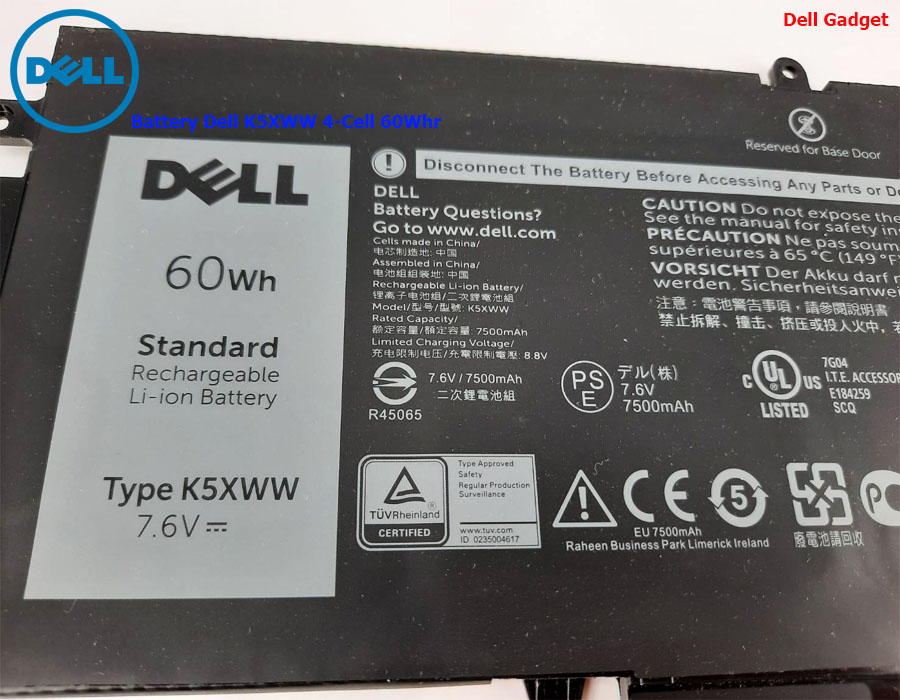 Dell Gadget
DELL
Battery Dell K5XWW 4-Cell 60Whr
Reserved for Base Door
DELL
60Wh
Standard
Rechargeable
Li-ion Battery
Type K5XWW
7.6V
Disconnect The Battery Before Accessing Any Parts or
DELL
Battery Questions?
Go to www.dell.com
Cells made in China/
电芯制造地: 中国
Assembled in China/
电池组组装地: 中国
Rechargeable Li-ion Battery/
锂离子电池组/二次鋰電池組
Model/型号/型號: K5XWW
Rated Capacity/
额定容量/額定容量: 7500mAh
Limited Charging Voltage/
充电限制电压/充電限制電壓: 8.8V
CAUTION Do not expose the
See the manual for safety
PRÉCAUTION Ne pas
supérieures à 65 °C (149 °F
VORSICHT Der Akku darf
werden.
注意: 電池警告事項, 請參閱說明書
禁止拆解、撞击、挤压或投入火中,
R45065
7.6V / 7500mAh
二次鋰電池組
PS
E
デル(株)
7.6V
7500mAh
C UL US
LISTED
7G04
I.T.E. ACCESSOR
E184259
SCQ
TÜVRheinland
CERTIFIED
Type Approved
Safety
Regular Production
Surveillance
www.tuv.com
ID 0235004617
CE
5
EU 7500mAh
Raheen Business Park Limerick Ireland
廢電池請回收